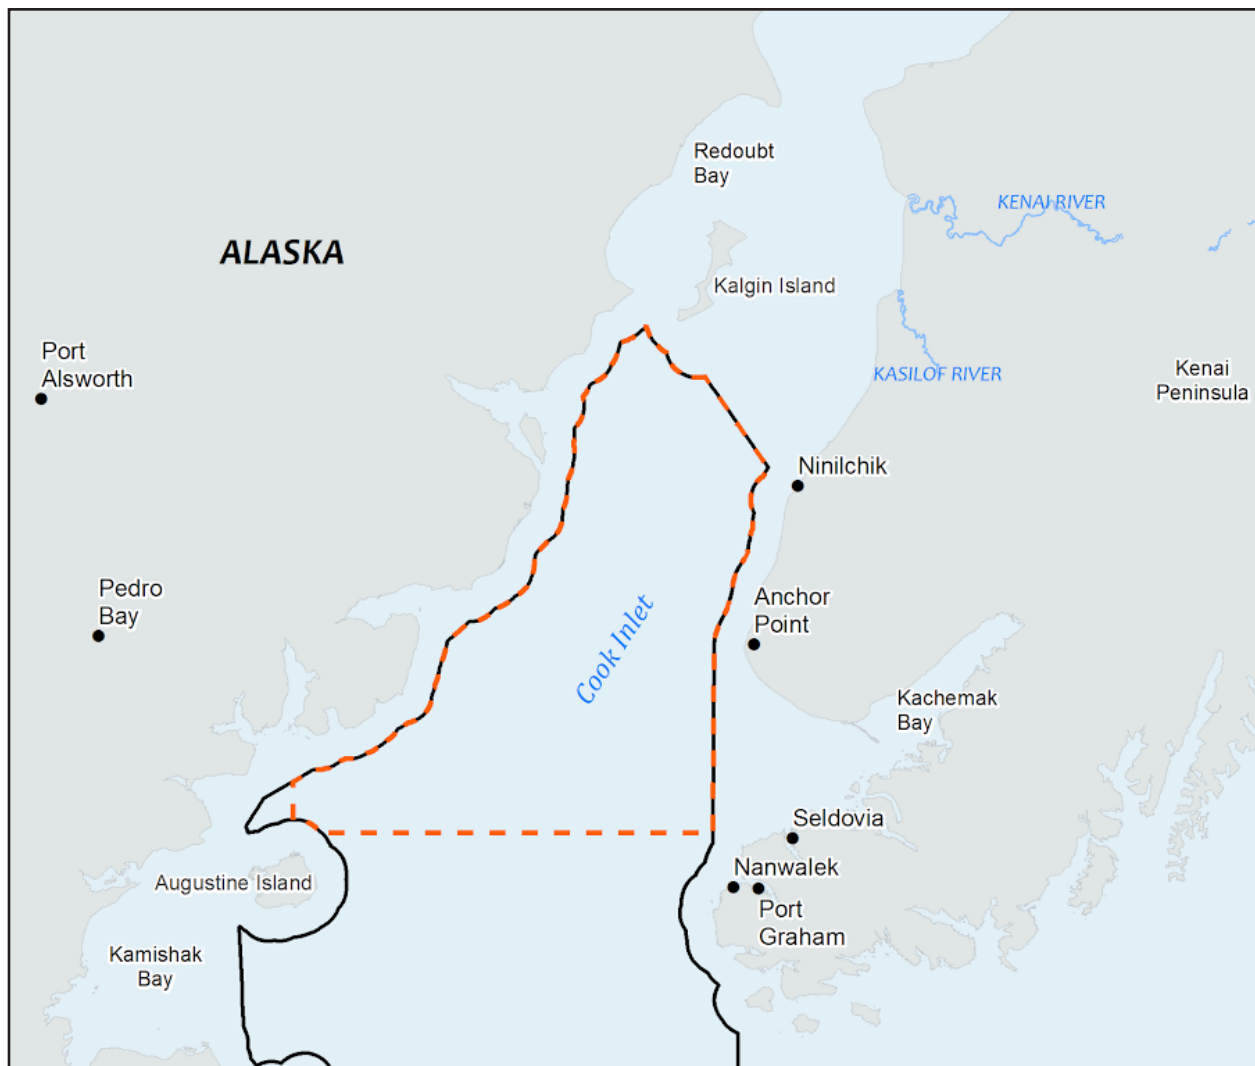 Redoubt
Bay
KENAI RIVER
ALASKA
Kalgin Island
Port
Alsworth
KASILOF RIVER
Kenai
Peninsula
Ninilchik
Pedro
Bay
Anchor
Point
Cook Inlet
Kachemak
Bay
Seldovia
Nanwalek
Augustine Island
Port
Graham
Kamishak
Bay